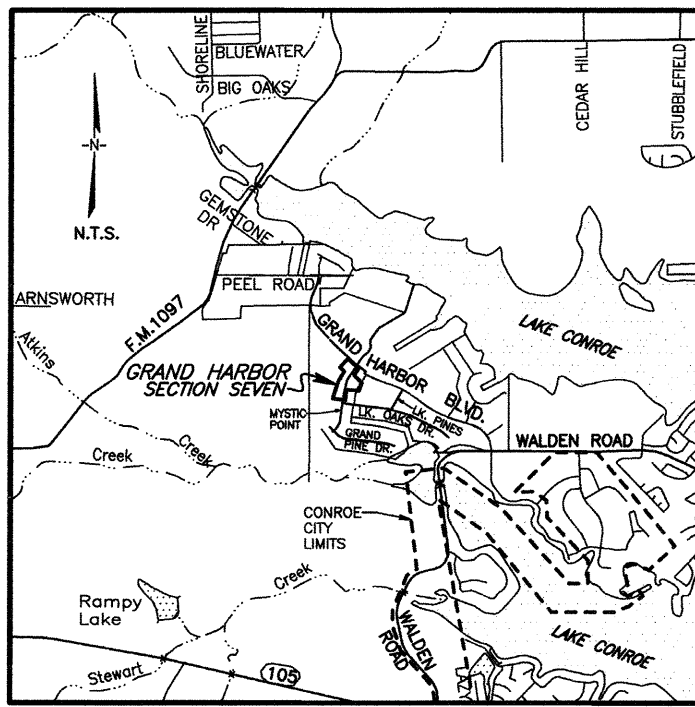 SHORELINE
BLUEWATER
BIG OAKS
CEDAR HILL
STUBBLEFIELD
-N-
N.T.S.
GEMSTONE
DR
PEEL ROAD
ARNSWORTH
F.M.1097
LAKE CONROE
Atkins
Creek
GRAND HARBOR BLVD.
GRAND HARBOR
SECTION SEVEN
MYSTIC
POINT
LK. OAKS DR.
LK. PINES
GRAND
PINE DR.
WALDEN ROAD
Creek
CONROE
CITY
LIMITS
Creek
Rampy
Lake
WALDEN
ROAD
LAKE CONROE
Stewart
105